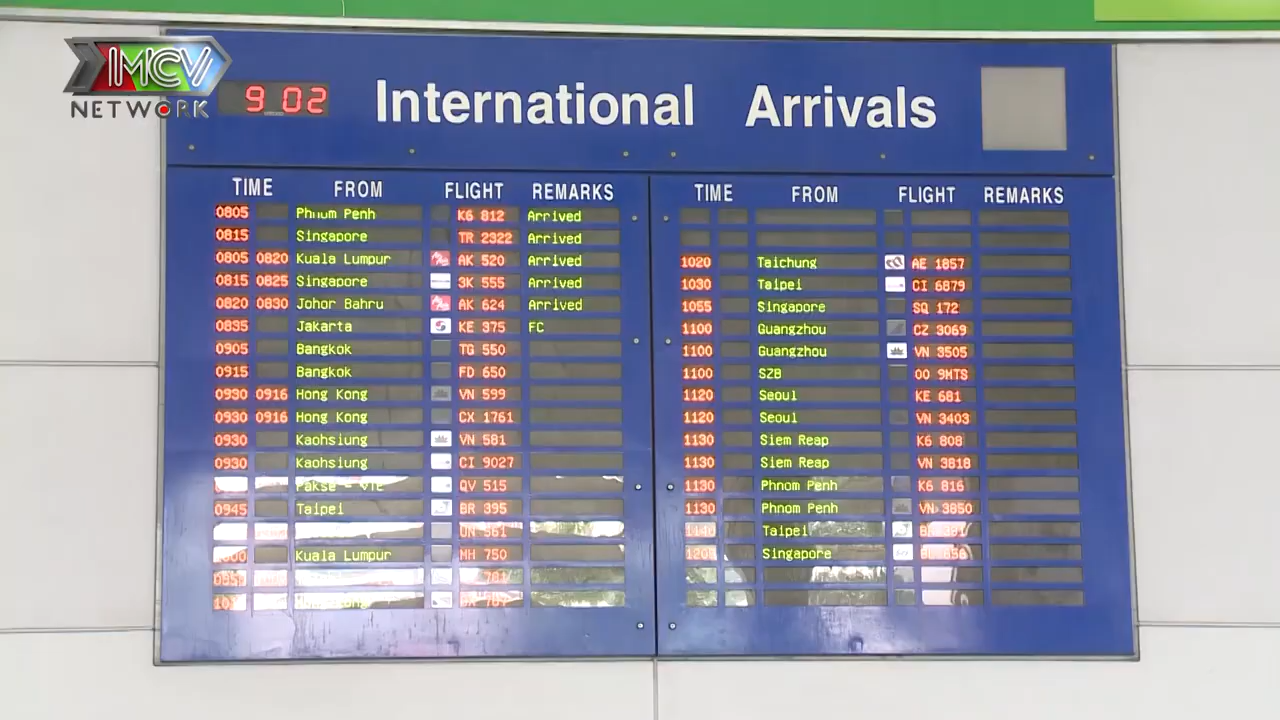 MCV
NETWORK
9 02
International Arrivals
TIME FROM FLIGHT REMARKS
0805 Phnom Penh K6 812 Arrived
0815 Singapore TR 2322 Arrived
0805 0820 Kuala Lumpur AK 520 Arrived
0815 0825 Singapore 3K 555 Arrived
0820 0830 Johor Bahru AK 624 Arrived
0835 Jakarta KE 375 FC
0905 Bangkok TG 550
0915 Bangkok FD 650
0930 0916 Hong Kong VN 599
0930 0916 Hong Kong CX 1761
0930 Kaohsiung VN 581
0930 Kaohsiung CI 9027
Pakse - VTE QV 515
0945 Taipei BR 395
UN 561
Kuala Lumpur MH 750
TIME FROM FLIGHT REMARKS
1020 Taichung AE 1857
1030 Taipei CI 6879
1055 Singapore SQ 172
1100 Guangzhou CZ 3069
1100 Guangzhou VN 3505
1100 SZB OO 9MTS
1120 Seoul KE 681
1120 Seoul VN 3403
1130 Siem Reap K6 808
1130 Siem Reap VN 3818
1130 Phnom Penh K6 816
1130 Phnom Penh VN 3850
1140 Taipei
Singapore